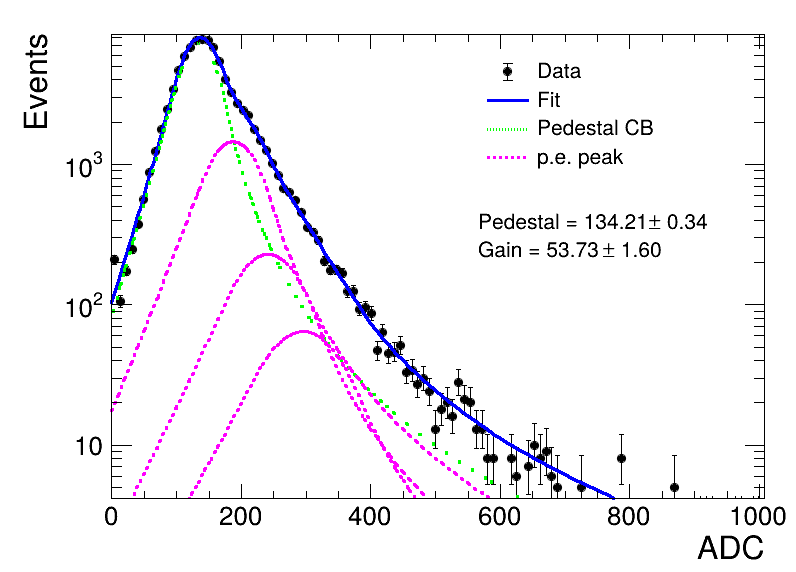 Events
Data
Fit
Pedestal CB
p.e. peak
Pedestal = 134.21± 0.34
Gain = 53.73 ± 1.60
10³
10²
10
0 200 400 600 800 1000
ADC